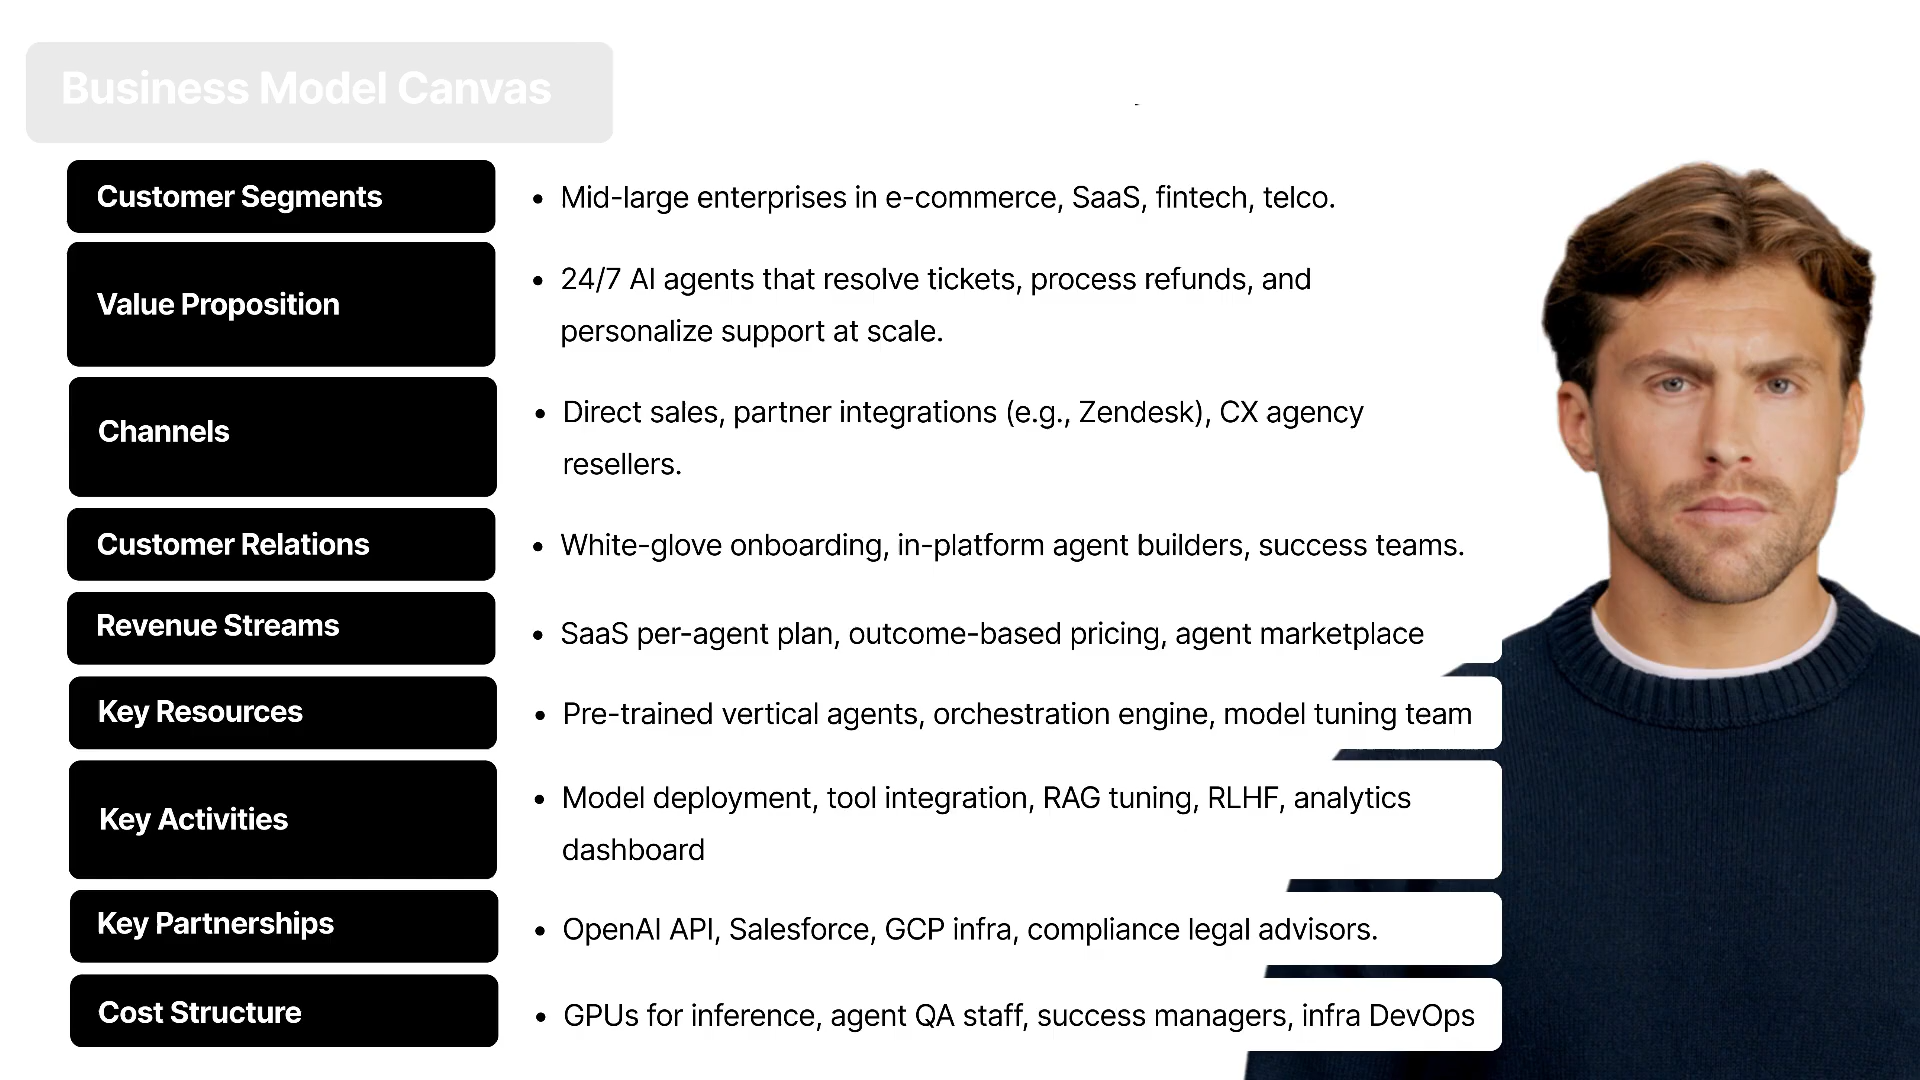 Business Model Canvas
Customer Segments
• Mid-large enterprises in e-commerce, SaaS, fintech, telco.
Value Proposition
• 24/7 AI agents that resolve tickets, process refunds, and
personalize support at scale.
Channels
• Direct sales, partner integrations (e.g., Zendesk), CX agency
resellers.
Customer Relations
• White-glove onboarding, in-platform agent builders, success teams.
Revenue Streams
• SaaS per-agent plan, outcome-based pricing, agent marketplace
Key Resources
• Pre-trained vertical agents, orchestration engine, model tuning team
Key Activities
• Model deployment, tool integration, RAG tuning, RLHF, analytics
dashboard
Key Partnerships
• OpenAI API, Salesforce, GCP infra, compliance legal advisors.
Cost Structure
• GPUs for inference, agent QA staff, success managers, infra DevOps